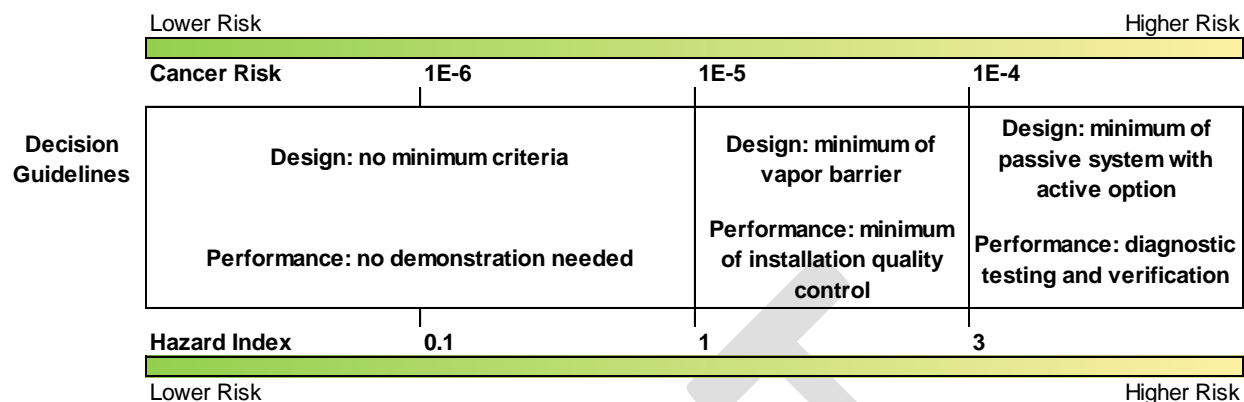 Lower Risk Higher Risk
Cancer Risk 1E-6 1E-5 1E-4
Decision
Guidelines
Design: no minimum criteria
Performance: no demonstration needed
Design: minimum of
vapor barrier
Performance: minimum
of installation quality
control
Design: minimum of
passive system with
active option
Performance: diagnostic
testing and verification
Hazard Index 0.1 1 3
Lower Risk Higher Risk